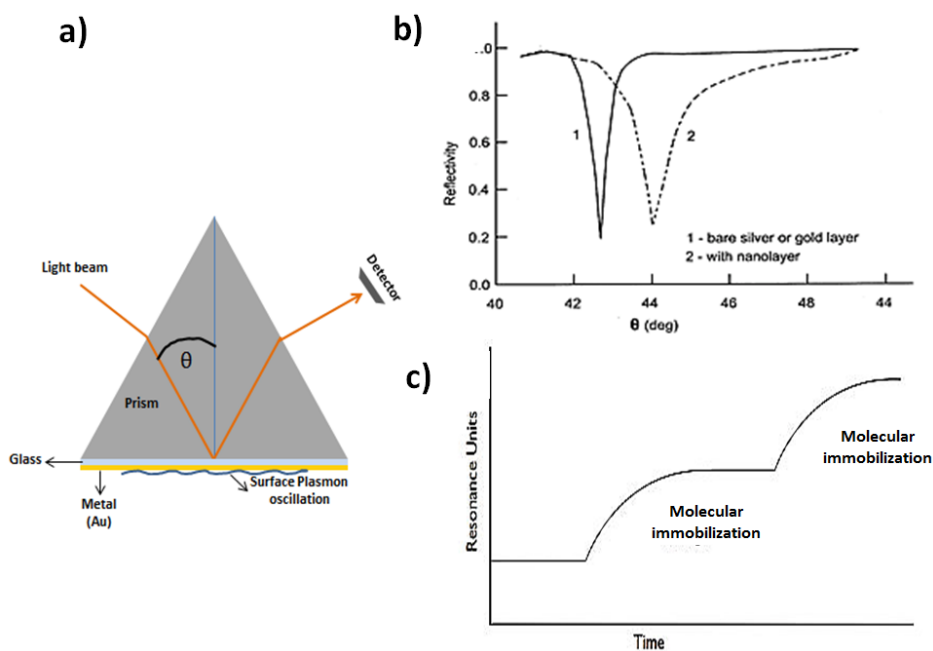 a)
Light beam
Detector
θ
Prism
Glass
Metal
(Au)
Surface Plasmon
oscillation
b)
..0
0.8
0.6
0.4
0.2
0.0
Reflectivity
1
2
1 - bare silver or gold layer
2 - with nanolayer
40
42
44
46
48
44
θ (deg)
c)
Resonance Units
Molecular
immobilization
Molecular
immobilization
Time